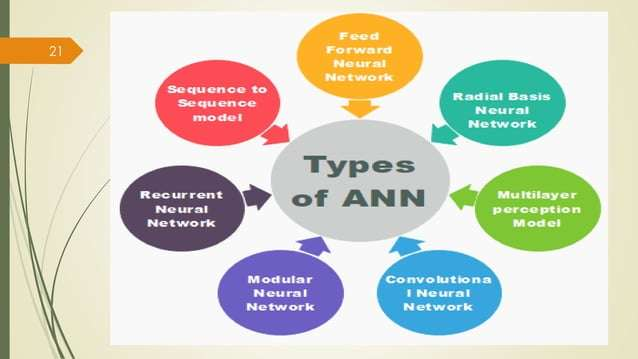 21
Feed
Forward
Neural
Network
Radial Basis
Neural
Network
Multilayer
perception
Model
Convolutiona
l Neural
Network
Modular
Neural
Network
Recurrent
Neural
Network
Sequence to
Sequence
model
Types
of ANN